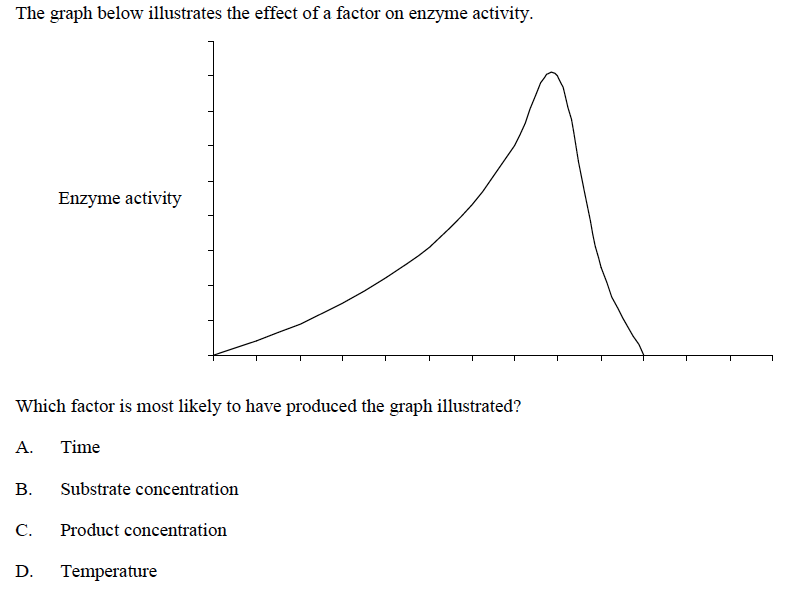 The graph below illustrates the effect of a factor on enzyme activity.
Enzyme activity
Which factor is most likely to have produced the graph illustrated?
A. Time
B. Substrate concentration
C. Product concentration
D. Temperature